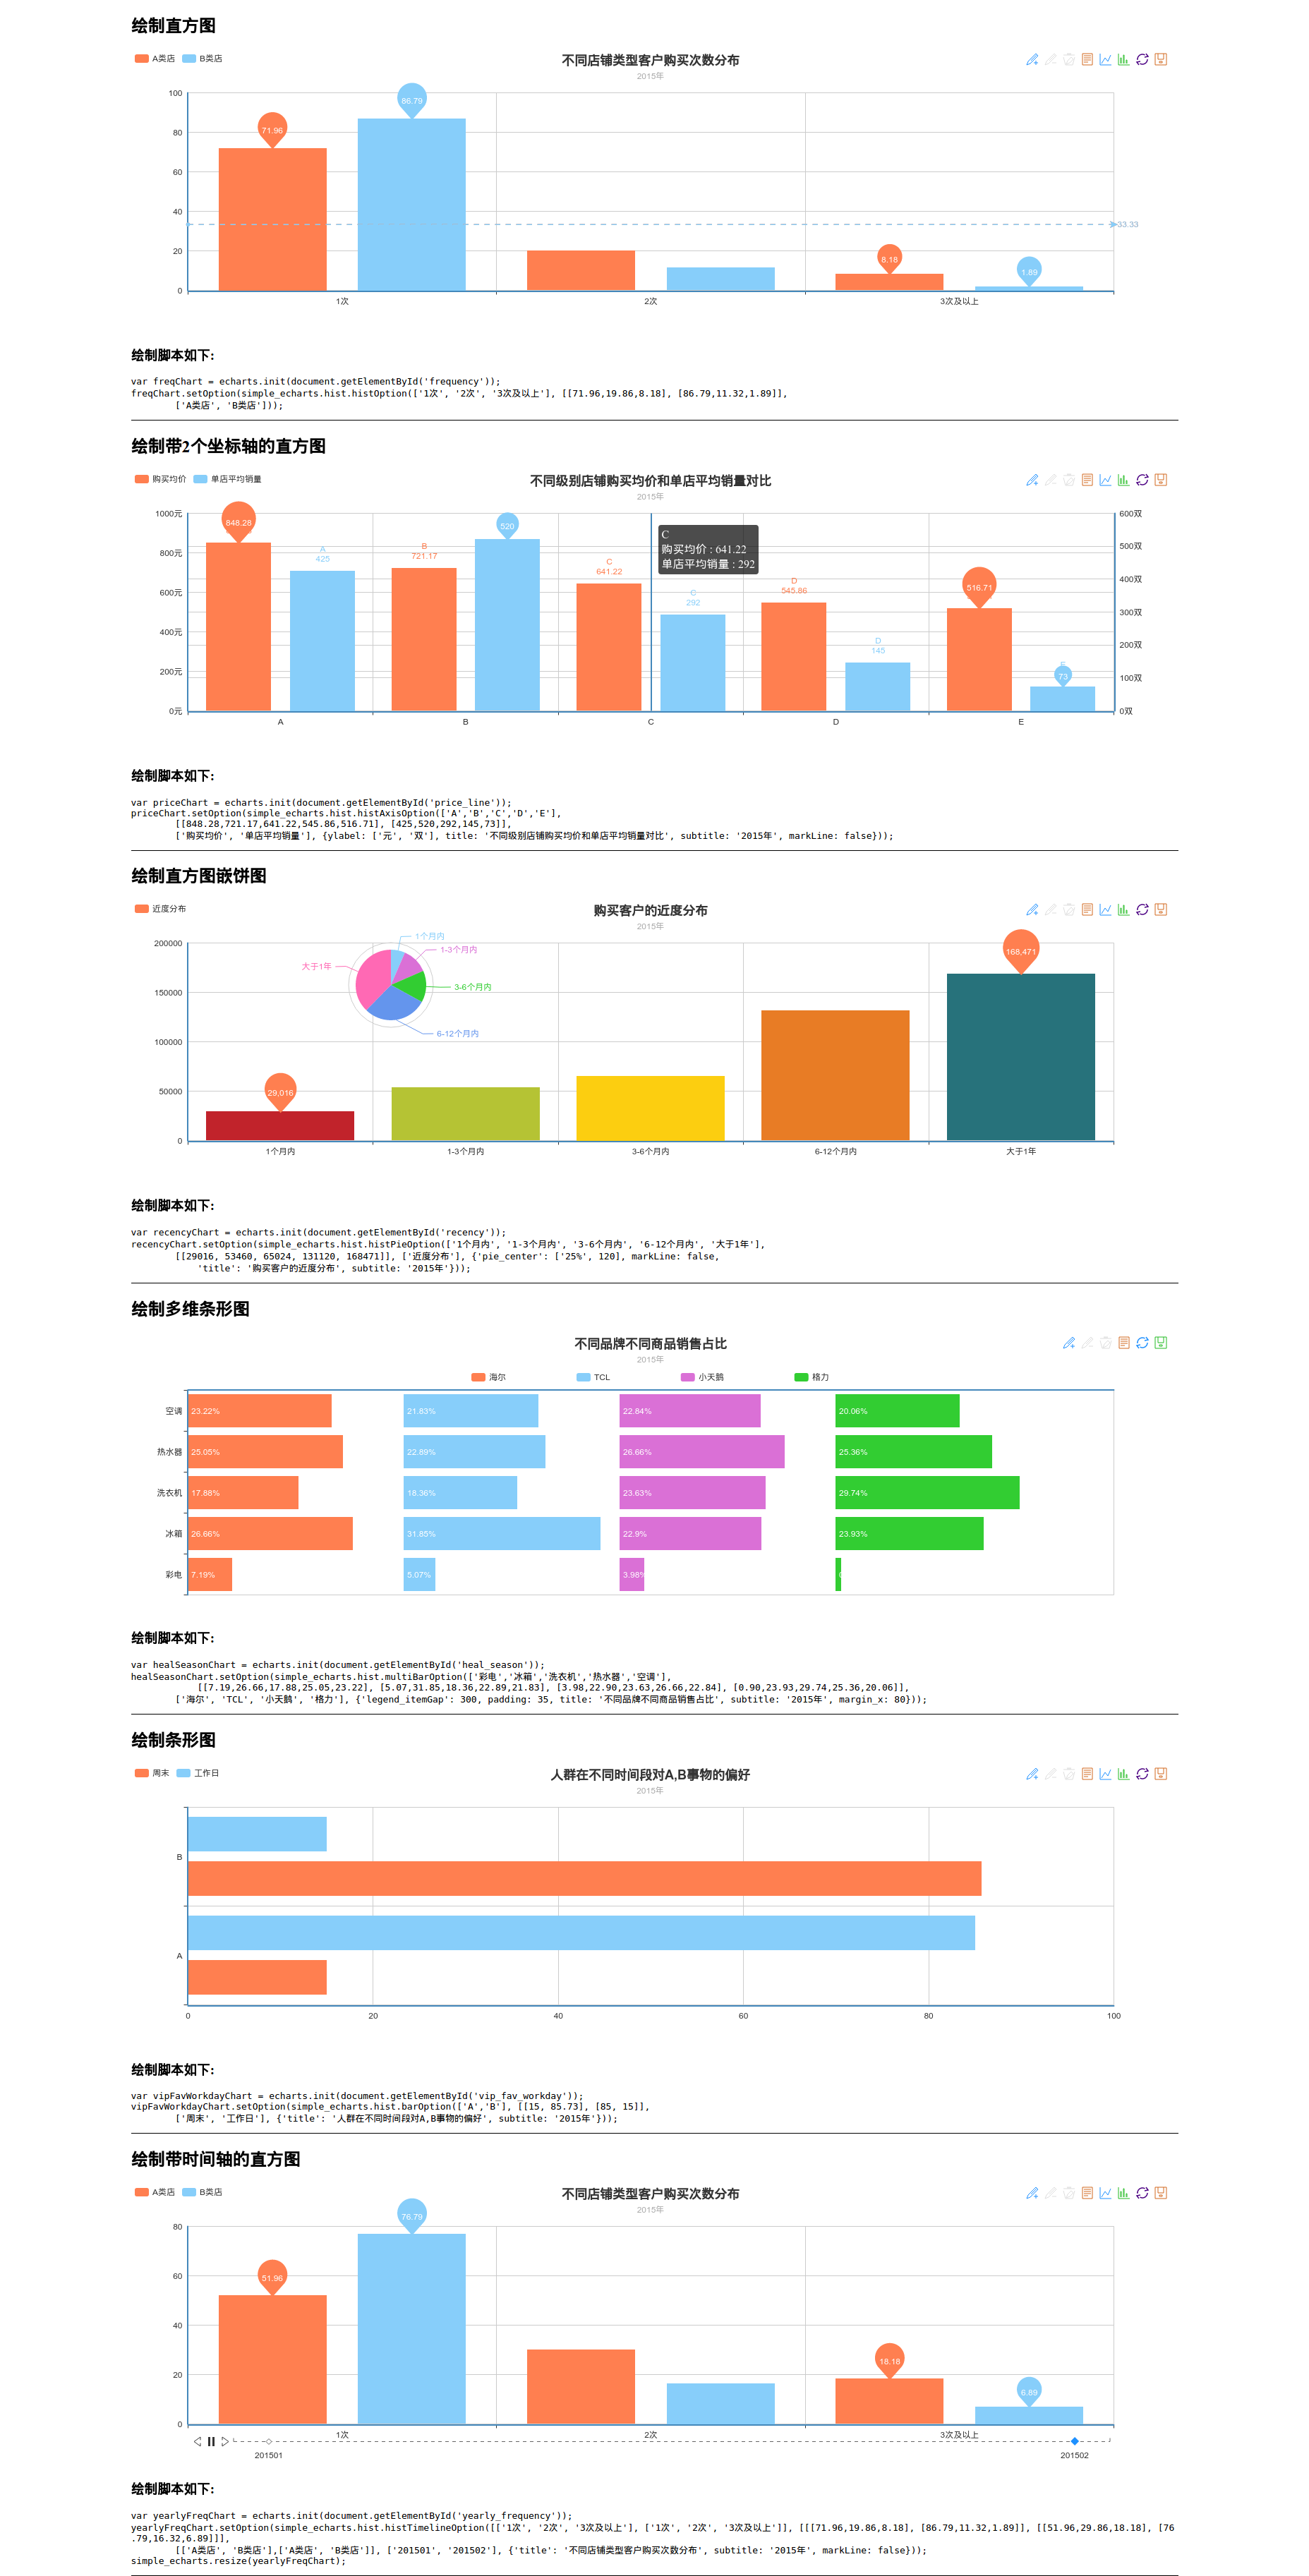 绘制直方图
A类店 B类店
不同店铺类型客户购买次数分布
2015年
100
80
60
40
20
0
71.96
86.79
33.33
8.18
1.89
1次 2次 3次及以上
绘制脚本如下:
var freqChart = echarts.init(document.getElementById('frequency'));
freqChart.setOption(simple_echarts.hist.histOption(['1次', '2次', '3次及以上'], [[71.96,19.86,8.18], [86.79,11.32,1.89]],
['A类店', 'B类店']));
绘制带2个坐标轴的直方图
购买均价 单店平均销量
不同级别店铺购买均价和单店平均销量对比
2015年
1000元
800元
600元
400元
200元
0元
600双
500双
400双
300双
200双
100双
0双
848.28
A
425
B
721.17
520
C
641.22
C
292
C
购买均价 : 641.22
单店平均销量 : 292
D
545.86
D
145
516.71
E
73
A B C D E
绘制脚本如下:
var priceChart = echarts.init(document.getElementById('price_line'));
priceChart.setOption(simple_echarts.hist.histAxisOption(['A','B','C','D','E'],
[[848.28,721.17,641.22,545.86,516.71], [425,520,292,145,73]],
['购买均价', '单店平均销量'], {ylabel: ['元', '双'], title: '不同级别店铺购买均价和单店平均销量对比', subtitle: '2015年', markLine: false}));
绘制直方图嵌饼图
近度分布
购买客户的近度分布
2015年
200000
150000
100000
50000
0
1个月内
1-3个月内
大于1年
3-6个月内
6-12个月内
29,016
168,471
1个月内 1-3个月内 3-6个月内 6-12个月内 大于1年
绘制脚本如下:
var recencyChart = echarts.init(document.getElementById('recency'));
recencyChart.setOption(simple_echarts.hist.histPieOption(['1个月内', '1-3个月内', '3-6个月内', '6-12个月内', '大于1年'],
[[29016, 53460, 65024, 131120, 168471]], ['近度分布'], {'pie_center': ['25%', 120], markLine: false,
'title': '购买客户的近度分布', subtitle: '2015年'}));
绘制多维条形图
不同品牌不同商品销售占比
2015年
海尔 TCL 小天鹅 格力
空调 23.22% 21.83% 22.84% 20.06%
热水器 25.05% 22.89% 26.66% 25.36%
洗衣机 17.88% 18.36% 23.63% 29.74%
冰箱 26.66% 31.85% 22.9% 23.93%
彩电 7.19% 5.07% 3.98%
绘制脚本如下:
var healSeasonChart = echarts.init(document.getElementById('heal_season'));
healSeasonChart.setOption(simple_echarts.hist.multiBarOption(['彩电','冰箱','洗衣机','热水器','空调'],
[[7.19,26.66,17.88,25.05,23.22], [5.07,31.85,18.36,22.89,21.83], [3.98,22.90,23.63,26.66,22.84], [0.90,23.93,29.74,25.36,20.06]],
['海尔', 'TCL', '小天鹅', '格力'], {'legend_itemGap': 300, padding: 35, title: '不同品牌不同商品销售占比', subtitle: '2015年', margin_x: 80}));
绘制条形图
周末 工作日
人群在不同时间段对A,B事物的偏好
2015年
B
A
0 20 40 60 80 100
绘制脚本如下:
var vipFavWorkdayChart = echarts.init(document.getElementById('vip_fav_workday'));
vipFavWorkdayChart.setOption(simple_echarts.hist.barOption(['A','B'], [[15, 85.73], [85, 15]],
['周末', '工作日'], {'title': '人群在不同时间段对A,B事物的偏好', subtitle: '2015年'}));
绘制带时间轴的直方图
A类店 B类店
不同店铺类型客户购买次数分布
2015年
80
60
40
20
0
51.96
76.79
18.18
6.89
1次 2次 3次及以上
201501 201502
绘制脚本如下:
var yearlyFreqChart = echarts.init(document.getElementById('yearly_frequency'));
yearlyFreqChart.setOption(simple_echarts.hist.histTimelineOption([['1次', '2次', '3次及以上'], ['1次', '2次', '3次及以上']], [[[71.96,19.86,8.18], [86.79,11.32,1.89]], [[51.96,29.86,18.18], [76
.79,16.32,6.89]]],
[['A类店', 'B类店'],['A类店', 'B类店']], ['201501', '201502'], {'title': '不同店铺类型客户购买次数分布', subtitle: '2015年', markLine: false}));
simple_echarts.resize(yearlyFreqChart);